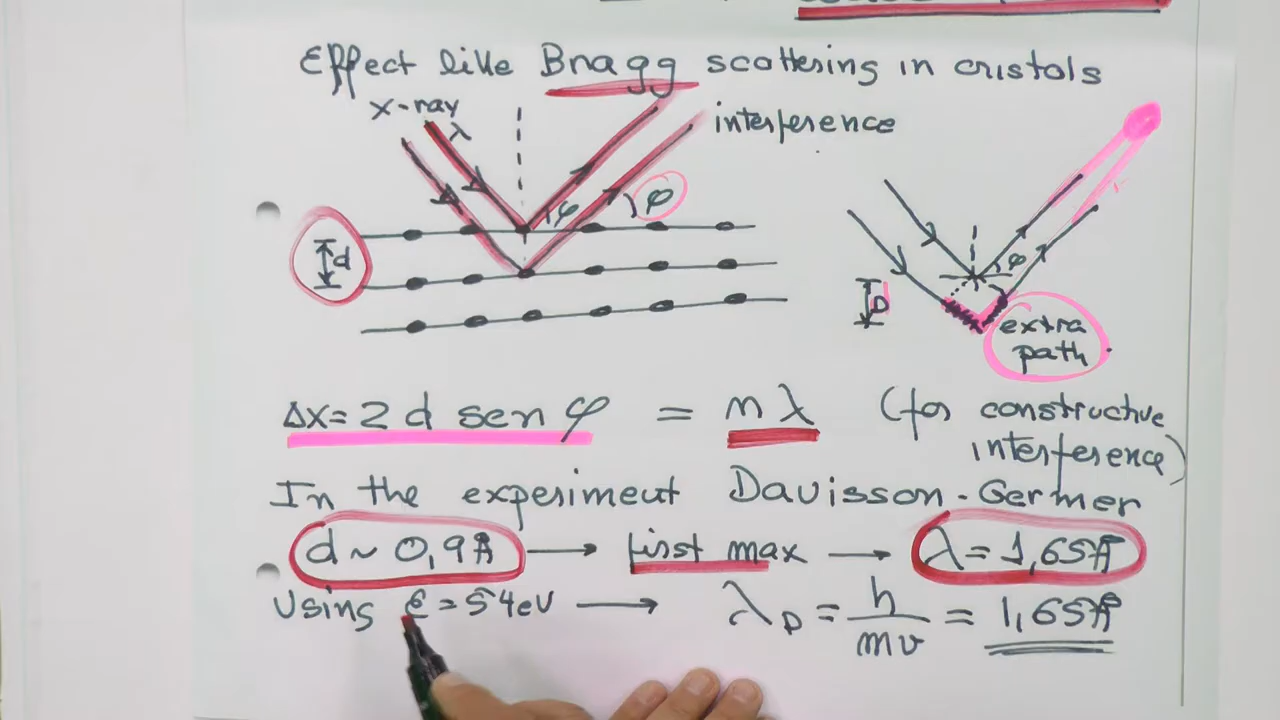 Effect like Bragg scattering in cristals
x-ray
λ
interference
φ
φ
d
φ
D
extra
path
Δx = 2 d sen φ = n λ (for constructive
interference)
In the experiment Davisson-Germer
d ~ 0,9Å → first max → λ = 1,65Å
Using E = 54eV → λD = h/mv = 1,65Å